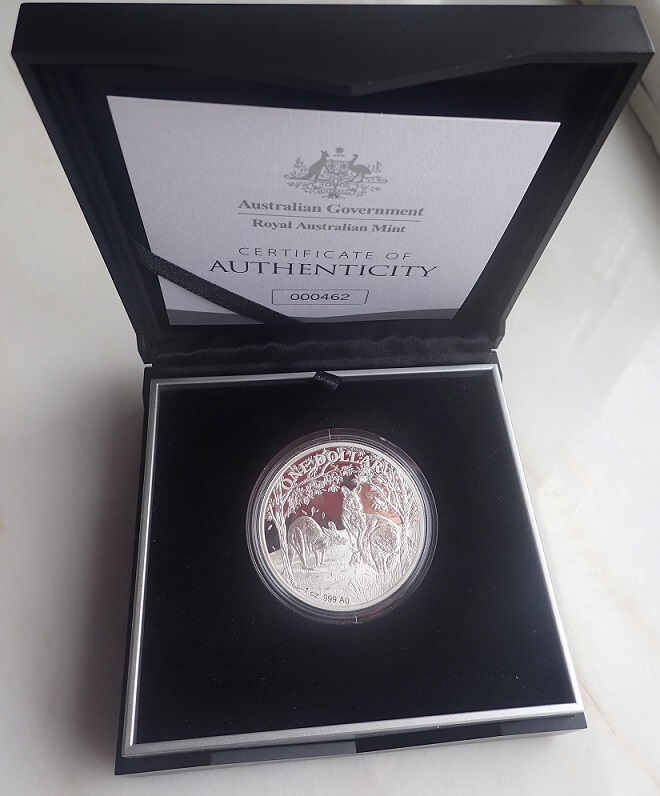 Australian Government
Royal Australian Mint
CERTIFICATE OF
AUTHENTICITY
000462
ONE DOLLAR
1 oz 999 Ag